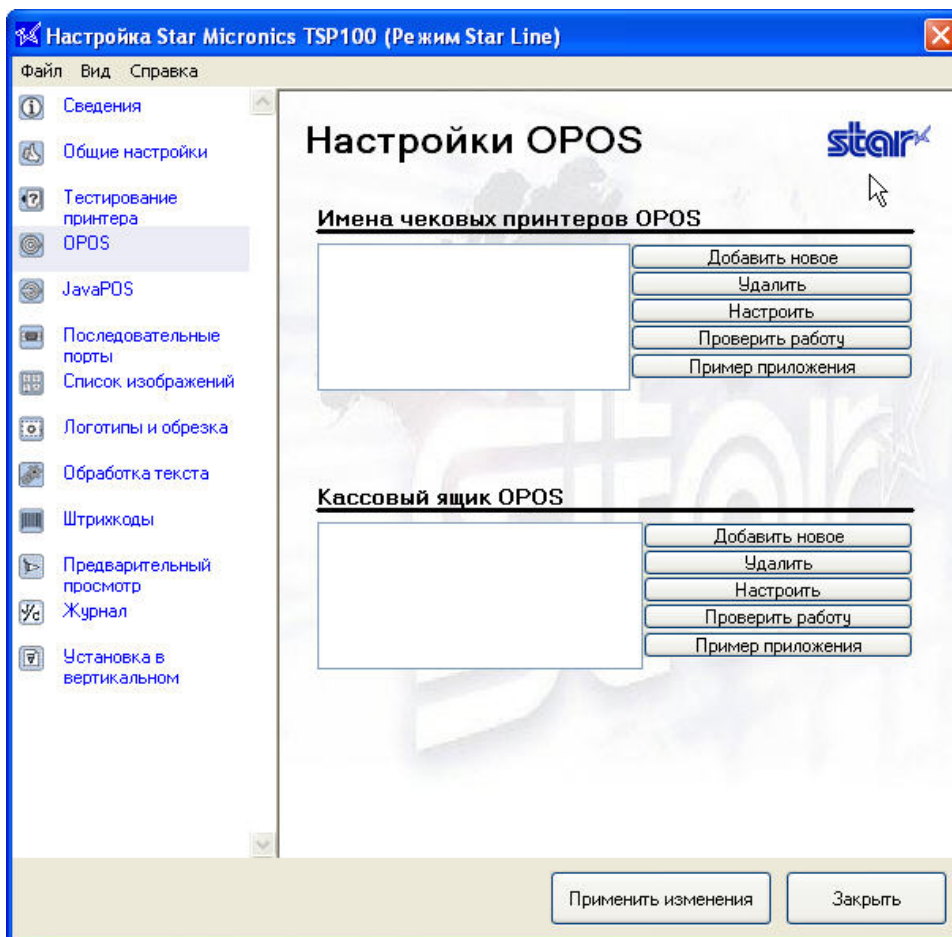 Настройка Star Micronics TSP100 (Режим Star Line)
Файл Вид Справка
Сведения
Общие настройки
Тестирование
принтера
OPOS
JavaPOS
Последовательные
порты
Список изображений
Логотипы и обрезка
Обработка текста
Штрихкоды
Предварительный
просмотр
Журнал
Установка в
вертикальном
Настройки OPOS
star
Имена чековых принтеров OPOS
Добавить новое
Удалить
Настроить
Проверить работу
Пример приложения
Кассовый ящик OPOS
Добавить новое
Удалить
Настроить
Проверить работу
Пример приложения
Применить изменения
Закрыть